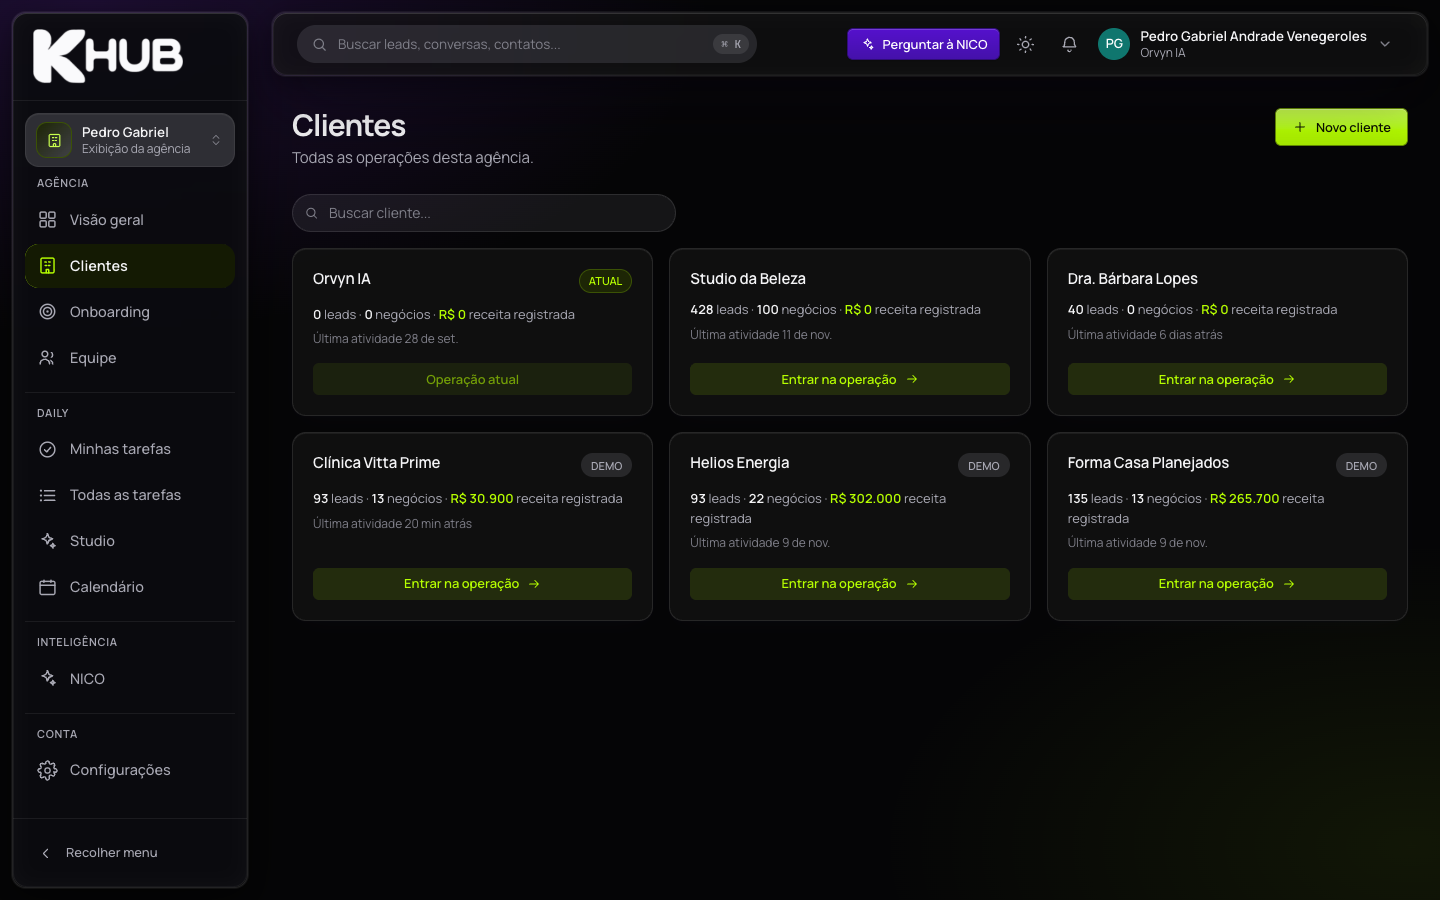 KHUB
Pedro Gabriel
Exibição da agência
AGÊNCIA
Visão geral
Clientes
Onboarding
Equipe
DAILY
Minhas tarefas
Todas as tarefas
Studio
Calendário
INTELIGÊNCIA
NICO
CONTA
Configurações
Recolher menu
Buscar leads, conversas, contatos...
⌘ K
Perguntar à NICO
PG
Pedro Gabriel Andrade Venegeroles
Orvyn IA
Clientes
Todas as operações desta agência.
Novo cliente
Buscar cliente...
Orvyn IA
ATUAL
0 leads · 0 negócios · R$ 0 receita registrada
Última atividade 28 de set.
Operação atual
Studio da Beleza
428 leads · 100 negócios · R$ 0 receita registrada
Última atividade 11 de nov.
Entrar na operação
Dra. Bárbara Lopes
40 leads · 0 negócios · R$ 0 receita registrada
Última atividade 6 dias atrás
Entrar na operação
Clínica Vitta Prime
DEMO
93 leads · 13 negócios · R$ 30.900 receita registrada
Última atividade 20 min atrás
Entrar na operação
Helios Energia
DEMO
93 leads · 22 negócios · R$ 302.000 receita
registrada
Última atividade 9 de nov.
Entrar na operação
Forma Casa Planejados
DEMO
135 leads · 13 negócios · R$ 265.700 receita
registrada
Última atividade 9 de nov.
Entrar na operação